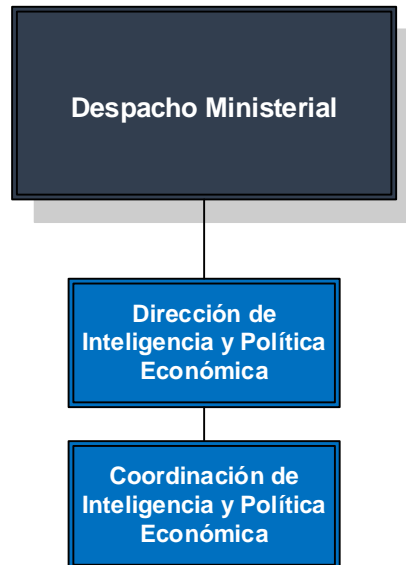 Despacho Ministerial
Dirección de
Inteligencia y Política
Económica
Coordinación de
Inteligencia y Política
Económica